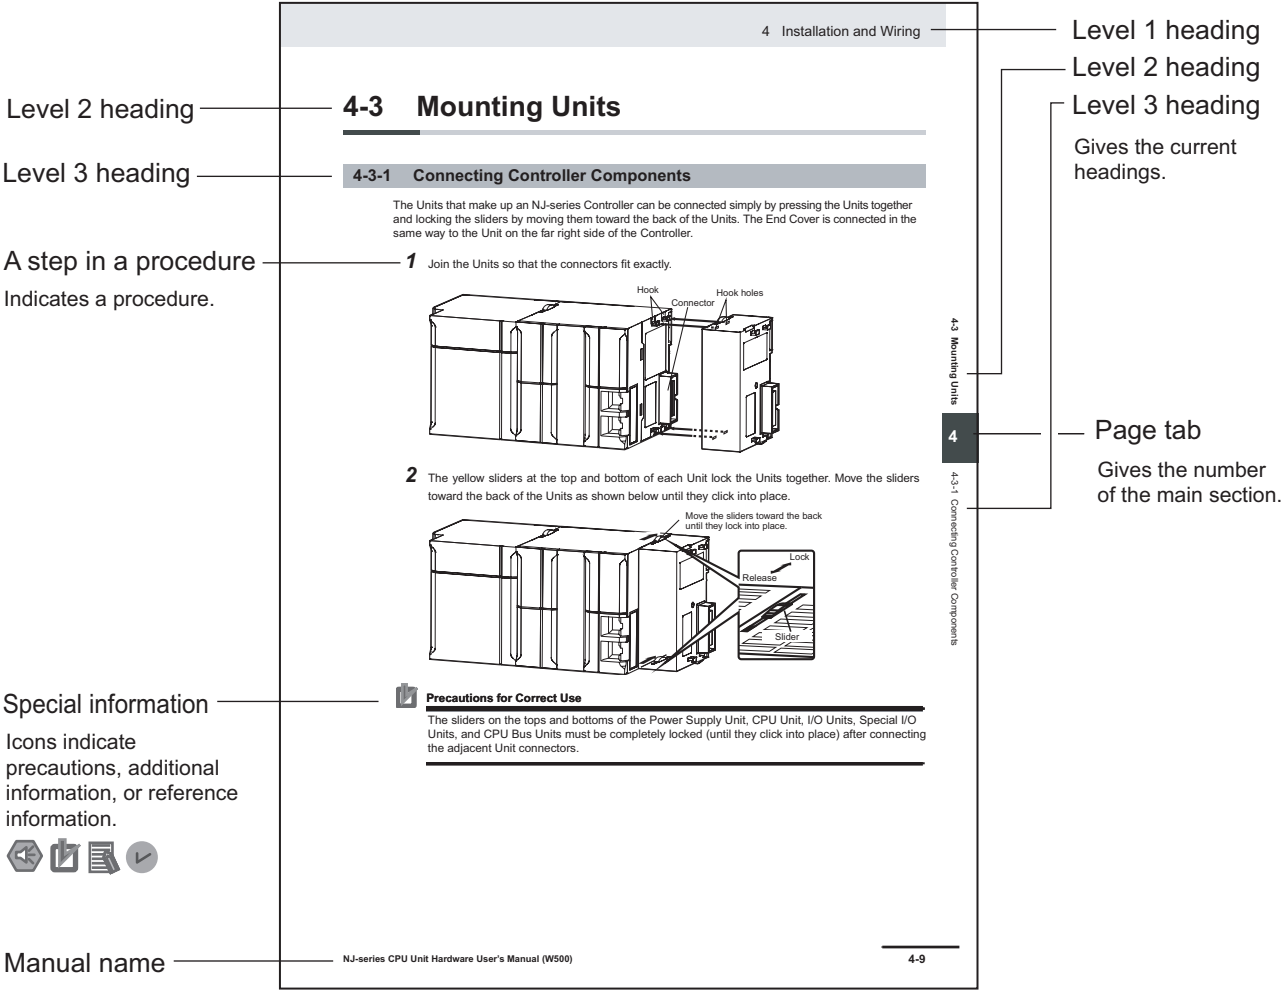 4 Installation and Wiring
Level 1 heading
Level 2 heading
Level 3 heading
Gives the current
headings.
Level 2 heading
4-3 Mounting Units
Level 3 heading
4-3-1 Connecting Controller Components
The Units that make up an NJ-series Controller can be connected simply by pressing the Units together
and locking the sliders by moving them toward the back of the Units. The End Cover is connected in the
same way to the Unit on the far right side of the Controller.
A step in a procedure
Indicates a procedure.
1 Join the Units so that the connectors fit exactly.
Hook
Connector
Hook holes
4-3 Mounting Units
4
Page tab
Gives the number
of the main section.
4-3-1 Connecting Controller Components
2 The yellow sliders at the top and bottom of each Unit lock the Units together. Move the sliders
toward the back of the Units as shown below until they click into place.
Move the sliders toward the back
until they lock into place.
Lock
Release
Slider
Special information
Icons indicate
precautions, additional
information, or reference
information.
Precautions for Correct Use
The sliders on the tops and bottoms of the Power Supply Unit, CPU Unit, I/O Units, Special I/O
Units, and CPU Bus Units must be completely locked (until they click into place) after connecting
the adjacent Unit connectors.
Manual name
NJ-series CPU Unit Hardware User's Manual (W500)
4-9